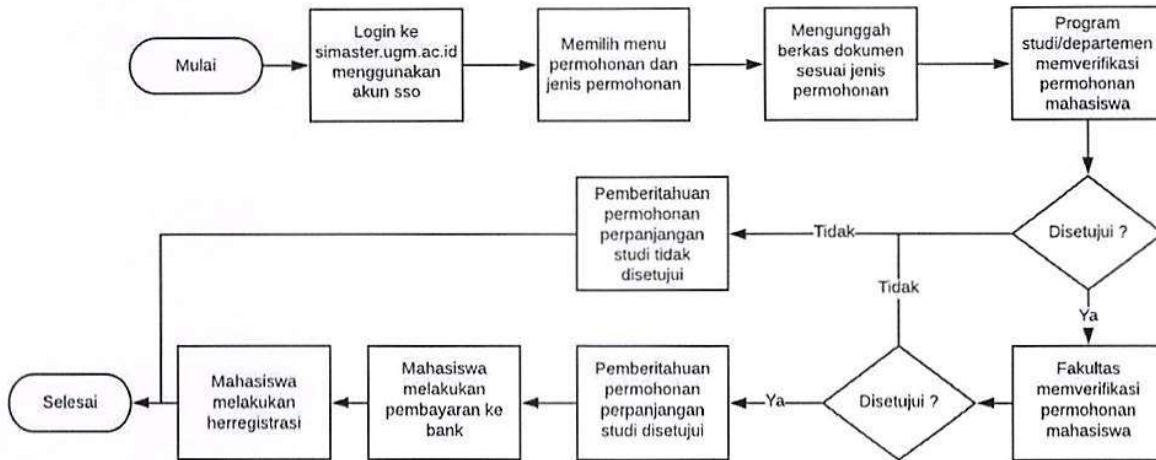 Mulai
Login ke
simaster.ugm.ac.id
menggunakan
akun sso
Memilih menu
permohonan dan
jenis permohonan
Mengunggah
berkas dokumen
sesuai jenis
permohonan
Program
studi/departemen
memverifikasi
permohonan
mahasiswa
Disetujui ?
Tidak
Pemberitahuan
permohonan
perpanjangan
studi tidak
disetujui
Ya
Fakultas
memverifikasi
permohonan
mahasiswa
Disetujui ?
Tidak
Ya
Pemberitahuan
permohonan
perpanjangan
studi disetujui
Mahasiswa
melakukan
pembayaran ke
bank
Mahasiswa
melakukan
herregistrasi
Selesai